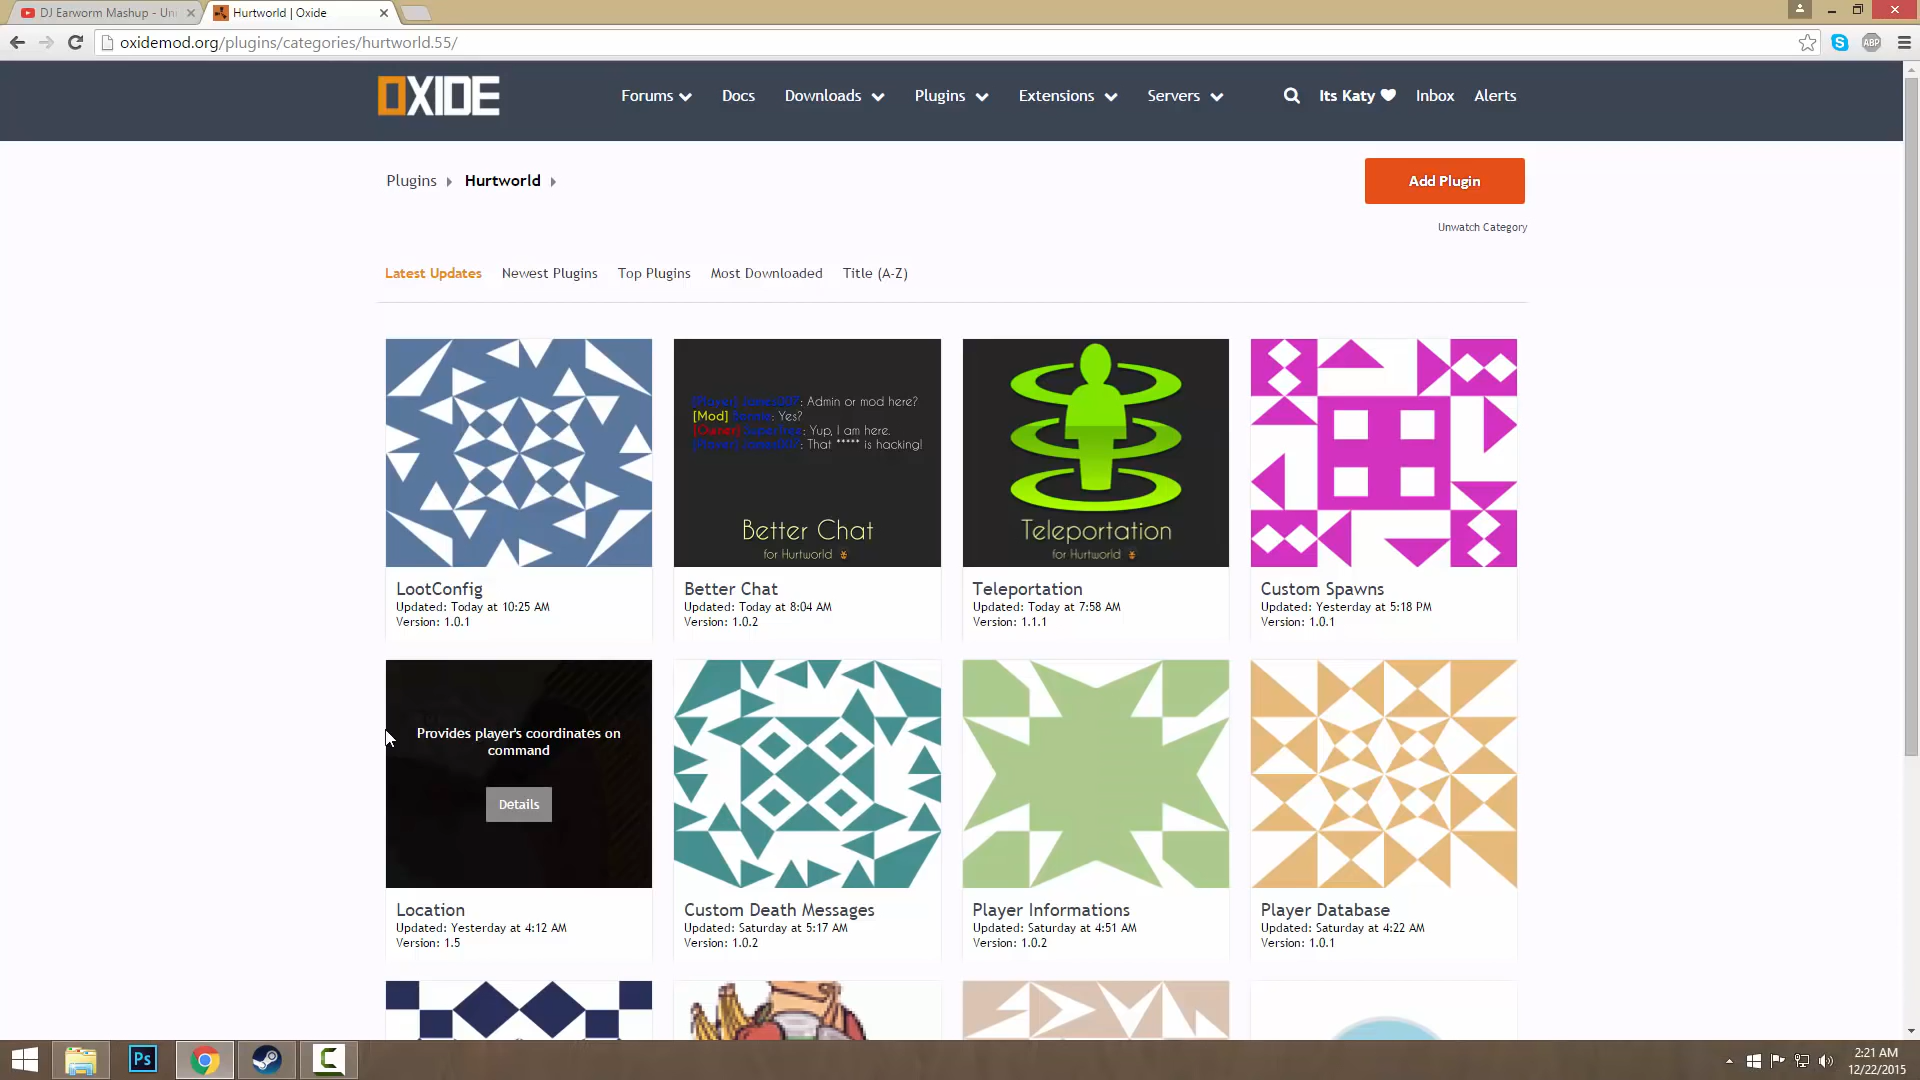 DJ Earworm Mashup - Uni
Hurtworld | Oxide
oxidemod.org/plugins/categories/hurtworld.55/
S
ABP
OXIDE
Forums
Docs
Downloads
Plugins
Extensions
Servers
Its Katy
Inbox
Alerts
Plugins
Hurtworld
Add Plugin
Unwatch Category
Latest Updates
Newest Plugins
Top Plugins
Most Downloaded
Title (A-Z)
: Admin or mod here?
[Mod] : Yes?
[Owner] : Yup, I am here.
: That ***** is hacking!
Better Chat
for Hurtworld
Teleportation
for Hurtworld
LootConfig
Updated: Today at 10:25 AM
Version: 1.0.1
Better Chat
Updated: Today at 8:04 AM
Version: 1.0.2
Teleportation
Updated: Today at 7:58 AM
Version: 1.1.1
Custom Spawns
Updated: Yesterday at 5:18 PM
Version: 1.0.1
Provides player's coordinates on
command
Details
Location
Updated: Yesterday at 4:12 AM
Version: 1.5
Custom Death Messages
Updated: Saturday at 5:17 AM
Version: 1.0.2
Player Informations
Updated: Saturday at 4:51 AM
Version: 1.0.2
Player Database
Updated: Saturday at 4:22 AM
Version: 1.0.1
Ps
2:21 AM
12/22/2015